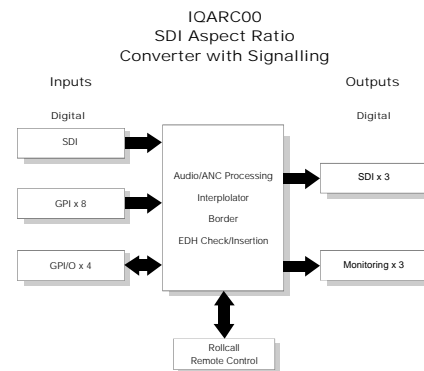 IQARC00
SDI Aspect Ratio
Converter with Signalling
Inputs
Outputs
Digital
Digital
SDI
GPI x 8
GPI/O x 4
Audio/ANC Processing
Interplolator
Border
EDH Check/Insertion
SDI x 3
Monitoring x 3
Rollcall
Remote Control